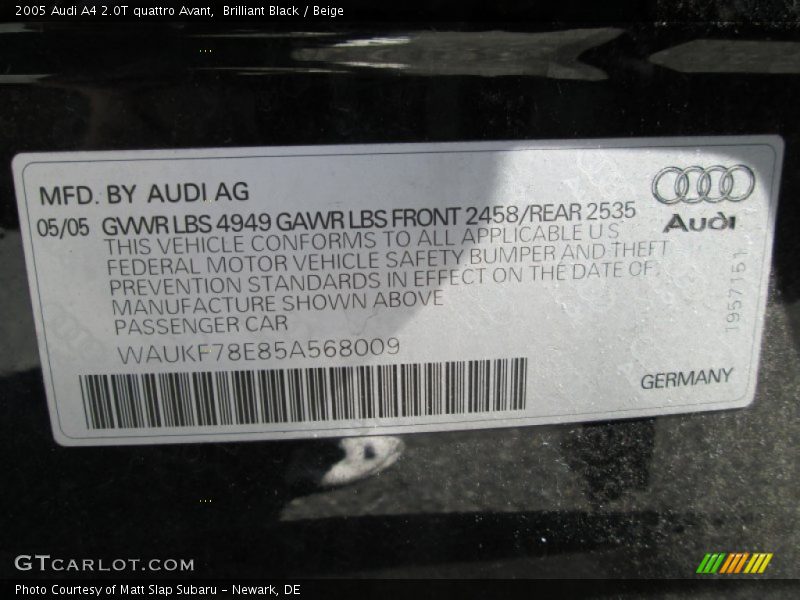 2005 Audi A4 2.0T quattro Avant, Brilliant Black / Beige
MFD. BY AUDI AG
05/05 GVWR LBS 4949 GAWR LBS FRONT 2458/REAR 2535
THIS VEHICLE CONFORMS TO ALL APPLICABLE U S
FEDERAL MOTOR VEHICLE SAFETY BUMPER AND THEFT
PREVENTION STANDARDS IN EFFECT ON THE DATE OF
MANUFACTURE SHOWN ABOVE
PASSENGER CAR
WAUKF78E85A568009
Audi
1957151
GERMANY
GTCARLOT.COM
Photo Courtesy of Matt Slap Subaru - Newark, DE